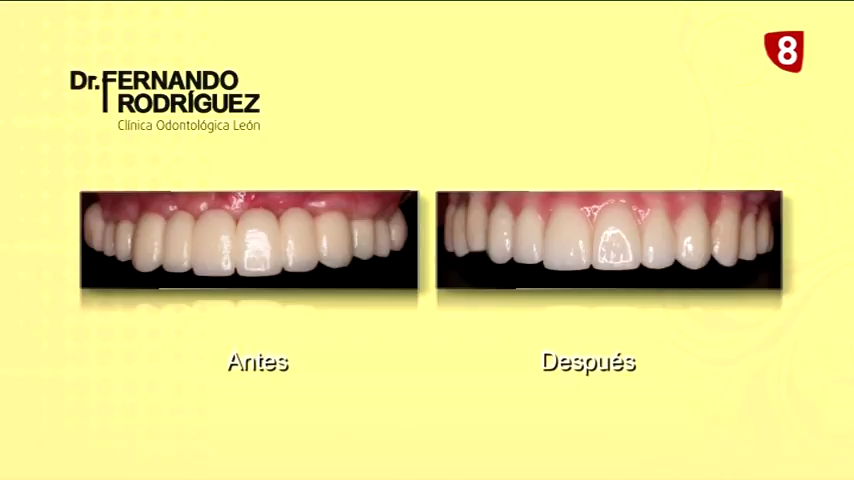 8
Dr. FERNANDO
RODRÍGUEZ
Clínica Odontológica León
Antes
Después